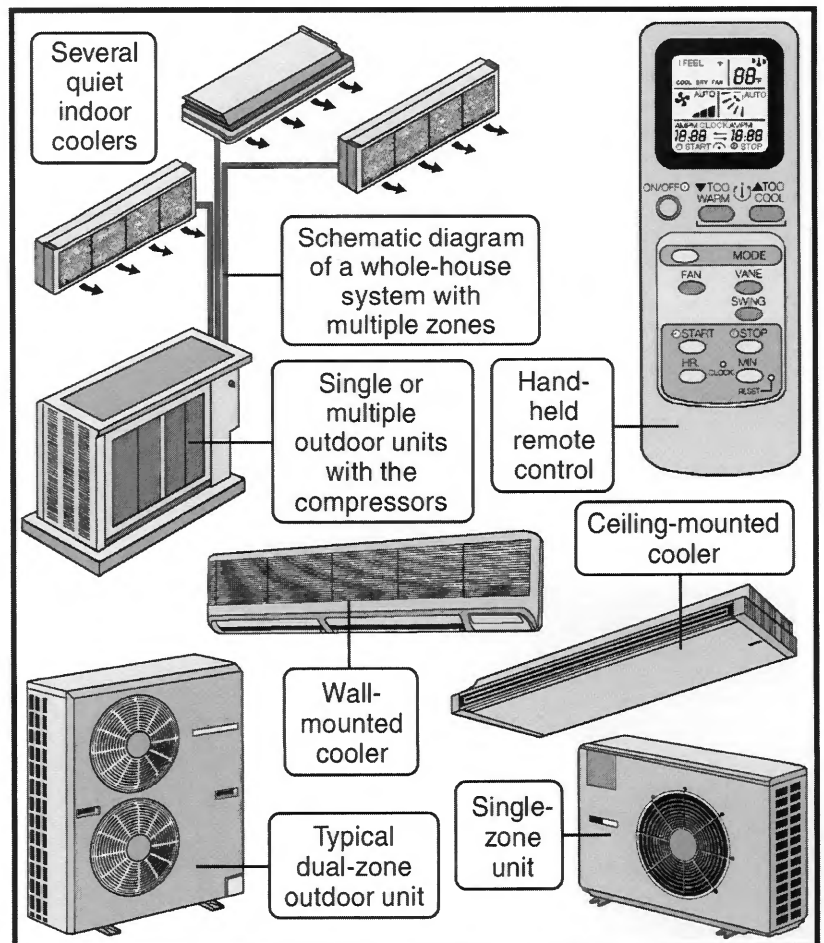 Several
quiet
indoor
coolers
I FEEL
88°F
COOL DRY FAN
AUTO
AUTO
AM PM CLOCK AM PM
18:88
18:88
START
STOP
ON/OFF
▼TOO
WARM
▲TOO
COOL
MODE
FAN
VANE
SWING
START
STOP
HR.
CLOCK
MIN
RESET
Schematic diagram
of a whole-house
system with
multiple zones
Single or
multiple
outdoor units
with the
compressors
Hand-
held
remote
control
Ceiling-mounted
cooler
Wall-
mounted
cooler
Typical
dual-zone
outdoor unit
Single-
zone
unit